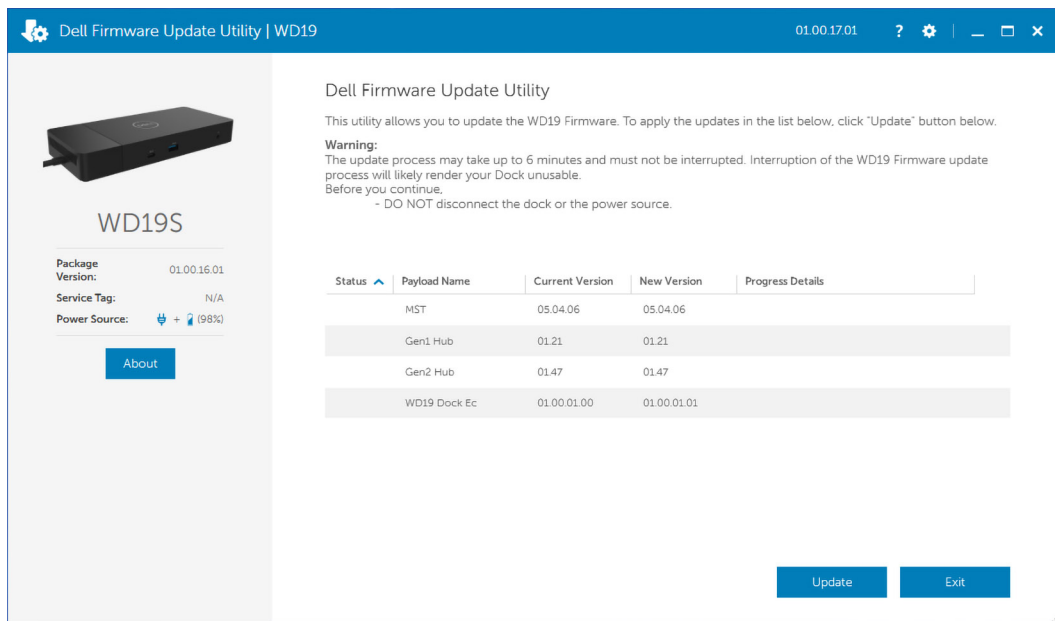 Dell Firmware Update Utility | WD19
01.00.17.01
?
WD19S
Package
Version:
01.00.16.01
Service Tag:
N/A
Power Source:
+ (98%)
About
Dell Firmware Update Utility
This utility allows you to update the WD19 Firmware. To apply the updates in the list below, click "Update" button below.
Warning:
The update process may take up to 6 minutes and must not be interrupted. Interruption of the WD19 Firmware update
process will likely render your Dock unusable.
Before you continue,
- DO NOT disconnect the dock or the power source.
Status Payload Name Current Version New Version Progress Details
MST 05.04.06 05.04.06
Gen1 Hub 01.21 01.21
Gen2 Hub 01.47 01.47
WD19 Dock Ec 01.00.01.00 01.00.01.01
Update Exit